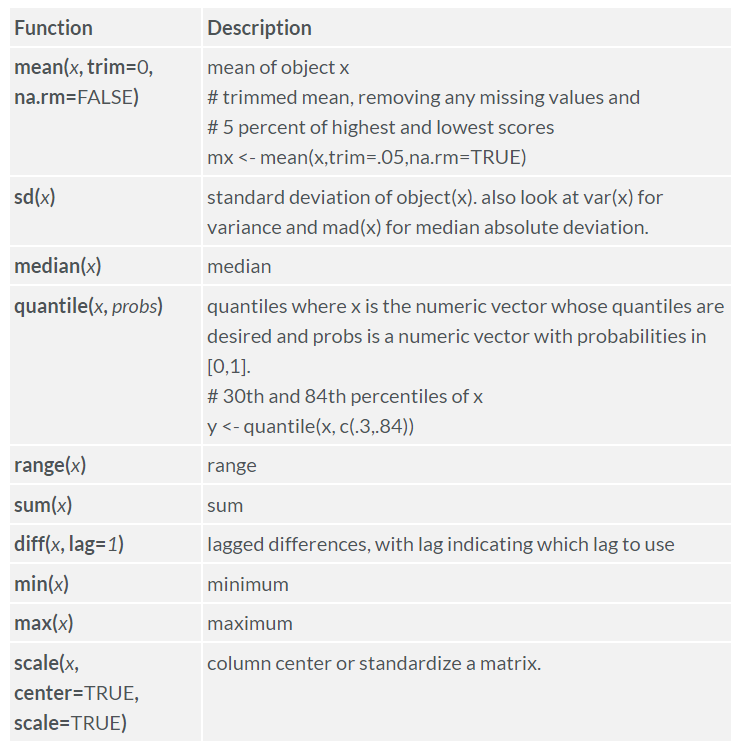 Function Description
mean(x, trim=0, mean of object x
na.rm=FALSE) # trimmed mean, removing any missing values and
# 5 percent of highest and lowest scores
mx <- mean(x,trim=.05,na.rm=TRUE)
sd(x) standard deviation of object(x). also look at var(x) for
variance and mad(x) for median absolute deviation.
median(x) median
quantile(x, probs) quantiles where x is the numeric vector whose quantiles are
desired and probs is a numeric vector with probabilities in
[0,1].
# 30th and 84th percentiles of x
y <- quantile(x, c(.3,.84))
range(x) range
sum(x) sum
diff(x, lag=1) lagged differences, with lag indicating which lag to use
min(x) minimum
max(x) maximum
scale(x, column center or standardize a matrix.
center=TRUE,
scale=TRUE)